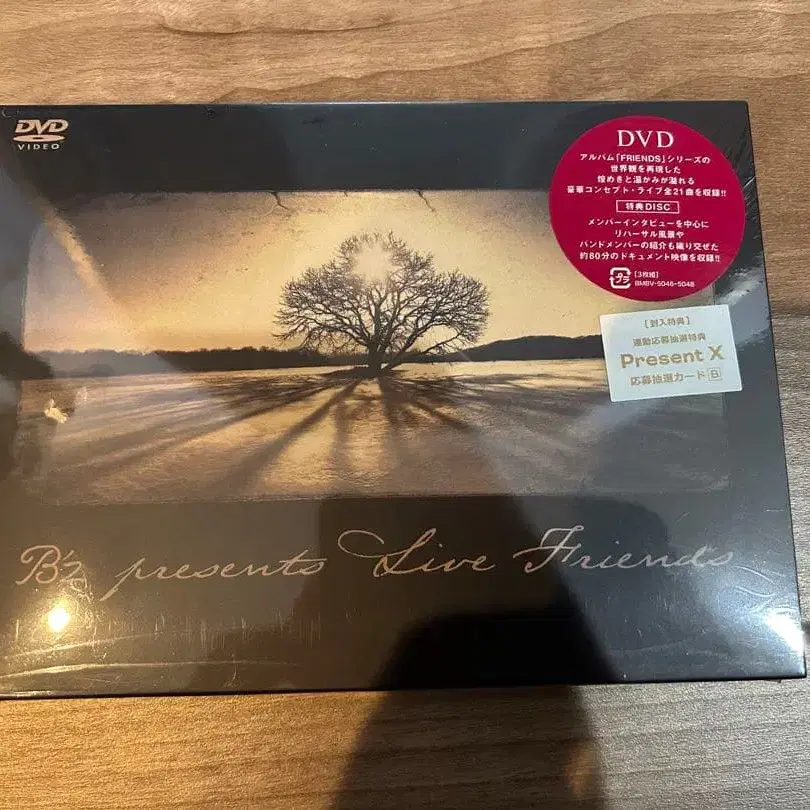 DVD
VIDEO
DVD
アルバム「FRIENDS」シリーズの
世界観を再現した
煌めきと温かみが溢れる
豪華コンセプト・ライブ全21曲を収録!!
特典DISC
メンバーインタビューを中心に
リハーサル風景や
バンドメンバーの紹介も織り交ぜた
約80分のドキュメント映像を収録!!
プラ
[3枚組]
BMBV-5046~5048
[封入特典]
連動応募抽選特典
Present X
応募抽選カード B
B'z presents Live Friends